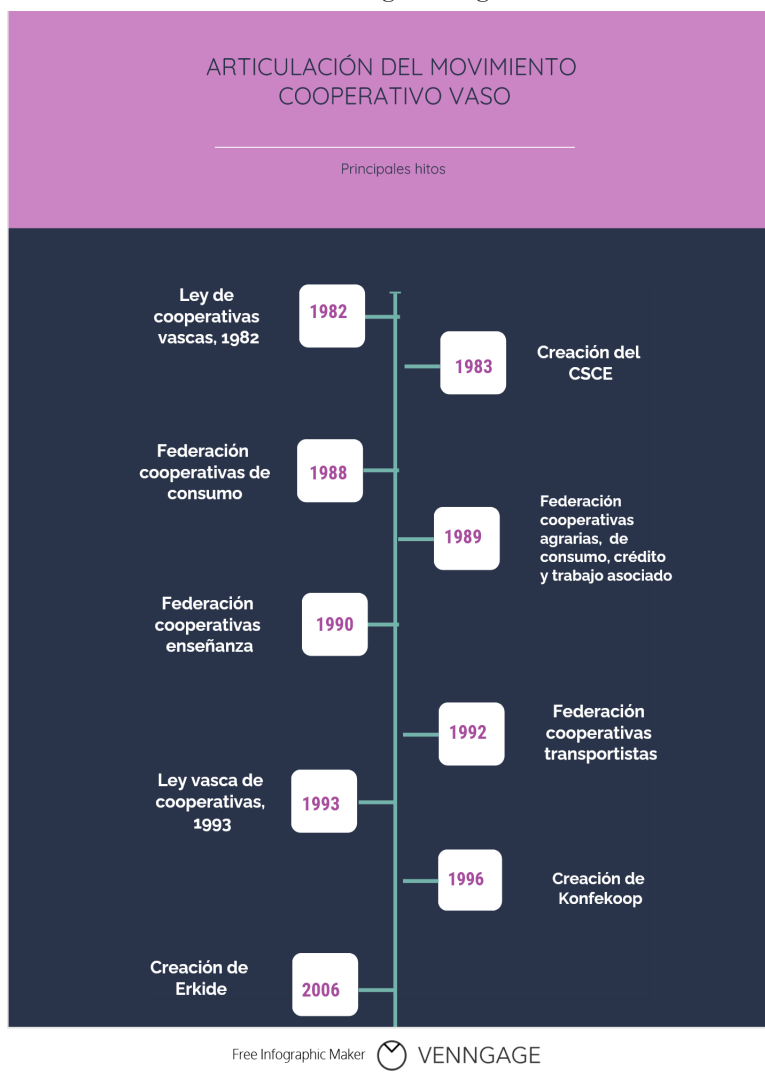 ARTICULACIÓN DEL MOVIMIENTO
COOPERATIVO VASO
Principales hitos
Ley de
cooperativas
vascas, 1982
1982
1983
Creación del
CSCE
Federación
cooperativas de
consumo
1988
1989
Federación
cooperativas
agrarias, de
consumo, crédito
y trabajo asociado
Federación
cooperativas
enseñanza
1990
1992
Federación
cooperativas
transportistas
Ley vasca de
cooperativas,
1993
1993
1996
Creación de
Konfekoop
Creación de
Erkide
2006
Free Infographic Maker VENNGAGE